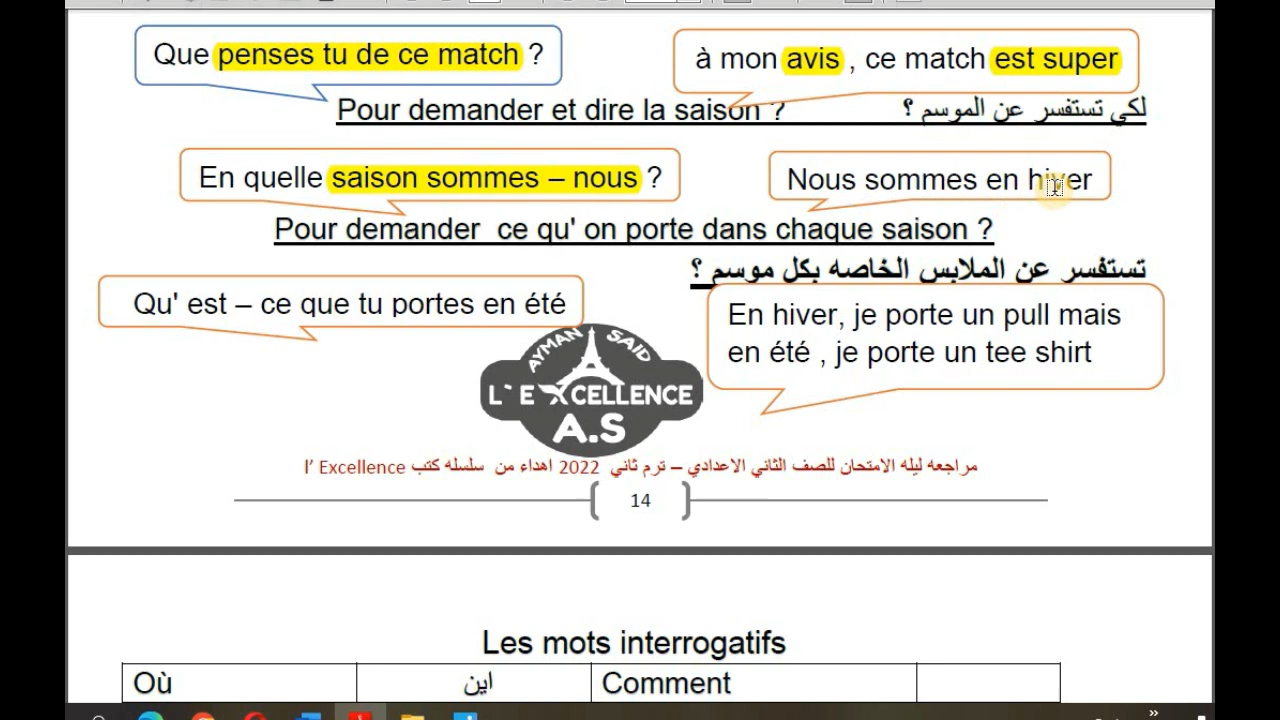 Que penses tu de ce match ?
à mon avis , ce match est super
Pour demander et dire la saison ?
لكي تستفسر عن الموسم ؟
En quelle saison sommes – nous ?
Nous sommes en hiver
Pour demander ce qu' on porte dans chaque saison ?
تستفسر عن الملابس الخاصه بكل موسم ؟
Qu' est – ce que tu portes en été
En hiver, je porte un pull mais
en été , je porte un tee shirt
AYMAN SAID
L`EXCELLENCE
A.S
مراجعه ليله الامتحان للصف الثاني الاعدادي – ترم ثاني 2022 اهداء من سلسله كتب l’ Excellence
14
Les mots interrogatifs
Où
اين
Comment